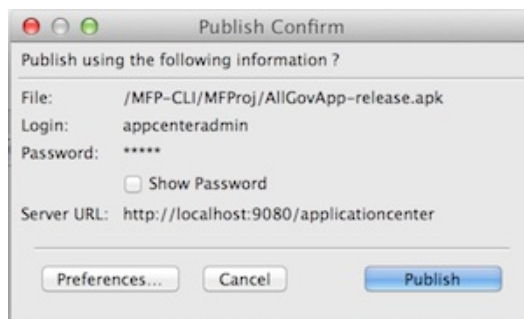 Publish Confirm
Publish using the following information ?
File: /MFP-CLI/MFProj/AllGovApp-release.apk
Login: appcenteradmin
Password: *****
Show Password
Server URL: http://localhost:9080/applicationcenter
Preferences... Cancel Publish